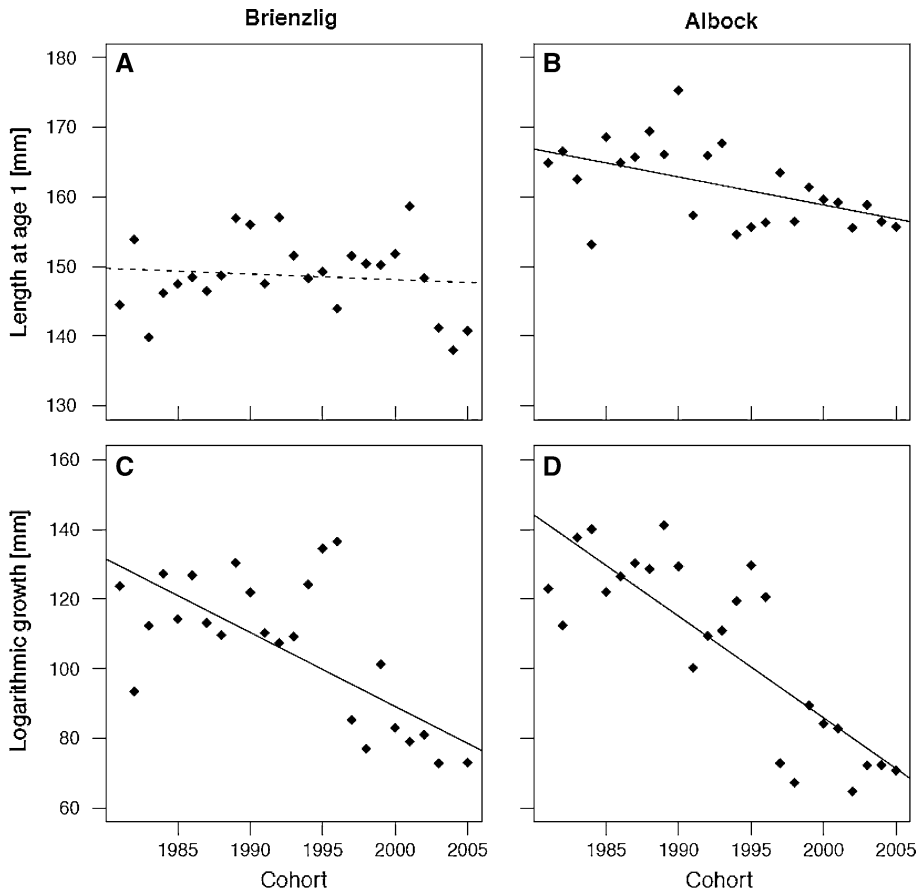 Brienzlig Albock
A B
Length at age 1 [mm]
180
170
160
150
140
130
C D
Logarithmic growth [mm]
160
140
120
100
80
60
1985 1990 1995 2000 2005 1985 1990 1995 2000 2005
Cohort Cohort